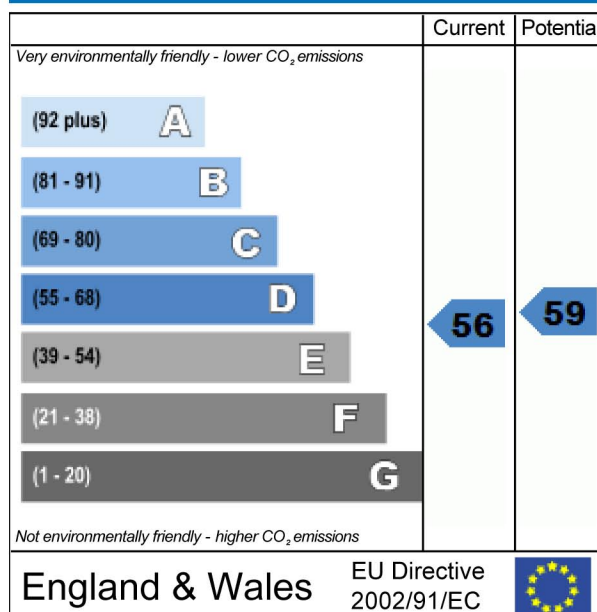 Current Potentia
Very environmentally friendly - lower CO₂ emissions
(92 plus) A
(81 - 91) B
(69 - 80) C
(55 - 68) D
56 59
(39 - 54) E
(21 - 38) F
(1 - 20) G
Not environmentally friendly - higher CO₂ emissions
England & Wales
EU Directive
2002/91/EC